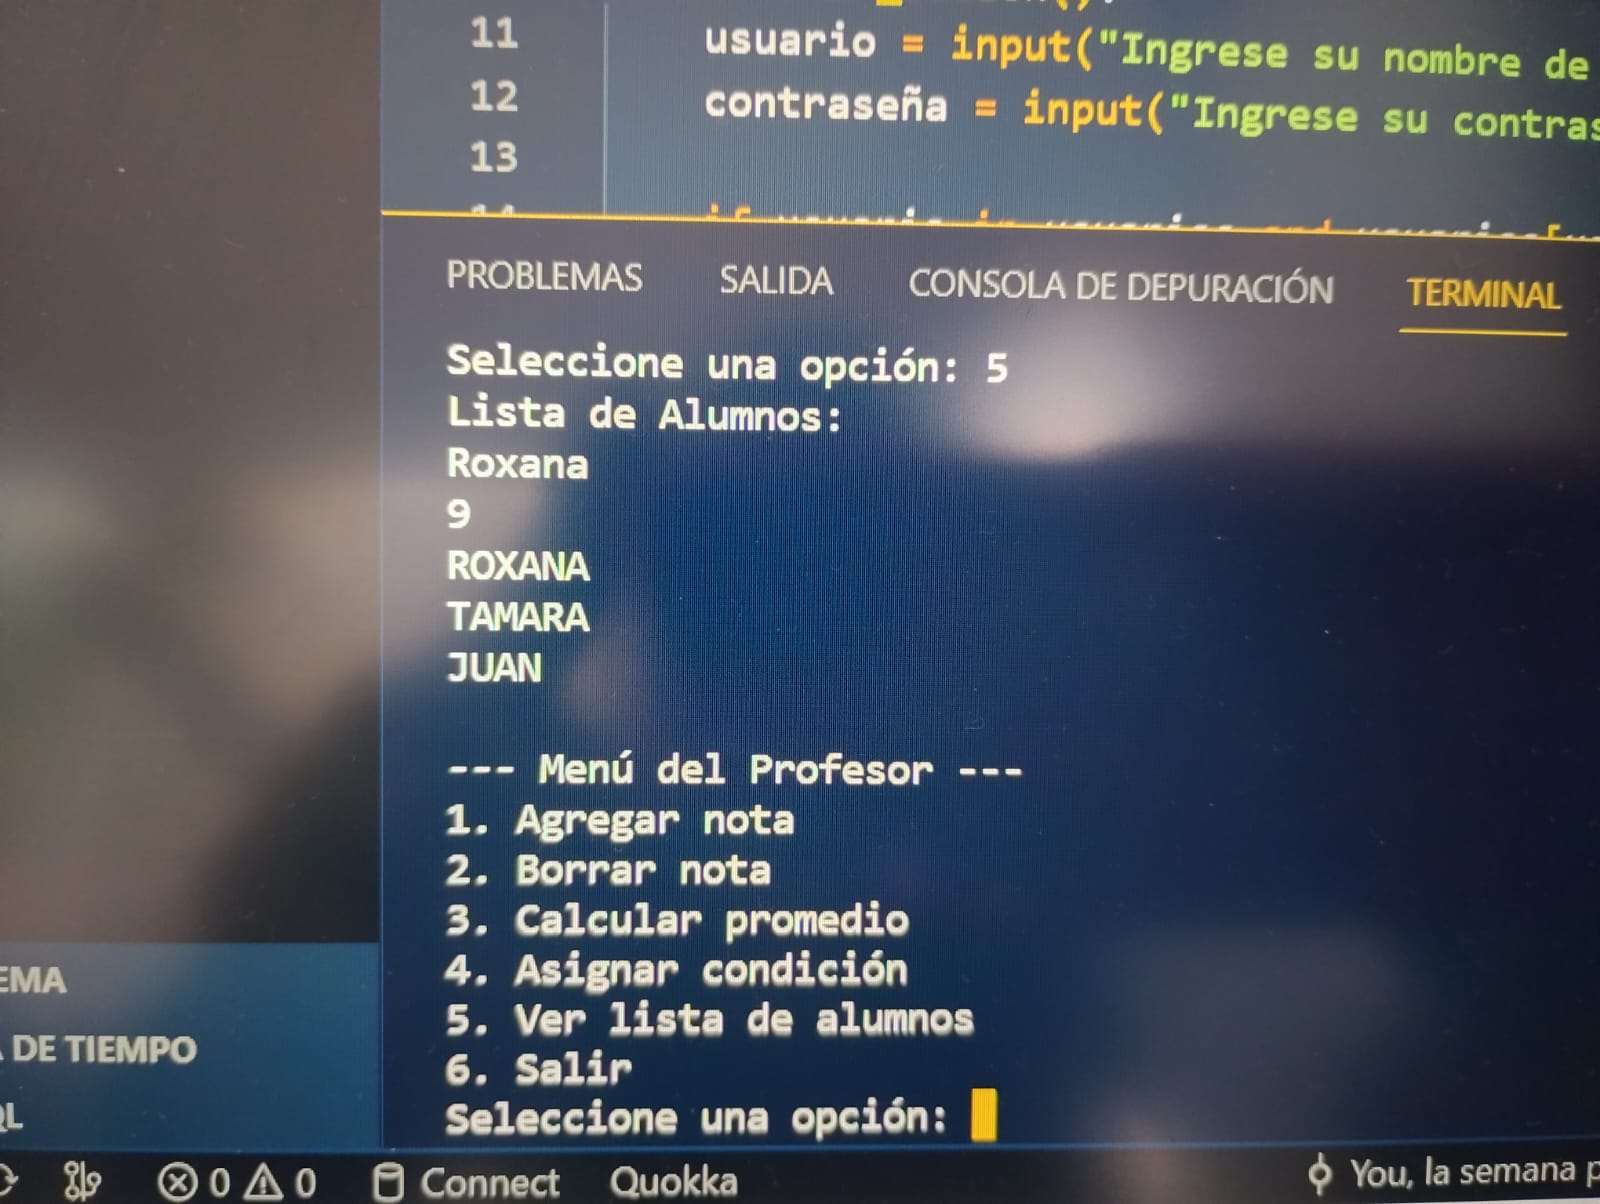 11
usuario = input("Ingrese su nombre de
12
contraseña = input("Ingrese su contras
13
PROBLEMAS SALIDA CONSOLA DE DEPURACIÓN TERMINAL
Seleccione una opción: 5
Lista de Alumnos:
Roxana
9
ROXANA
TAMARA
JUAN
--- Menú del Profesor ---
1. Agregar nota
2. Borrar nota
3. Calcular promedio
4. Asignar condición
5. Ver lista de alumnos
6. Salir
Seleccione una opción:
EMA
DE TIEMPO
QL
0 0 Connect Quokka You, la semana p